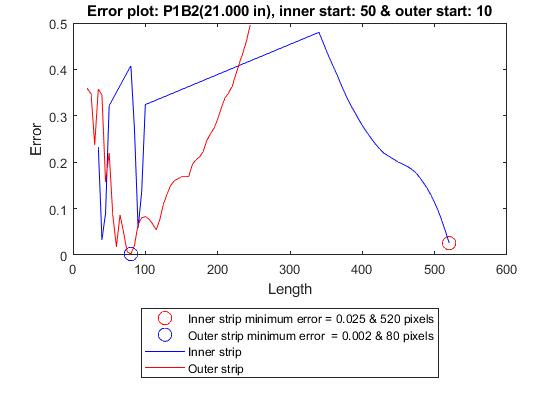 Error plot: P1B2(21.000 in), inner start: 50 & outer start: 10
0.5
0.4
0.3
0.2
0.1
0
Error
0
100
200
300
400
500
600
Length
Inner strip minimum error = 0.025 & 520 pixels
Outer strip minimum error  = 0.002 & 80 pixels
Inner strip
Outer strip